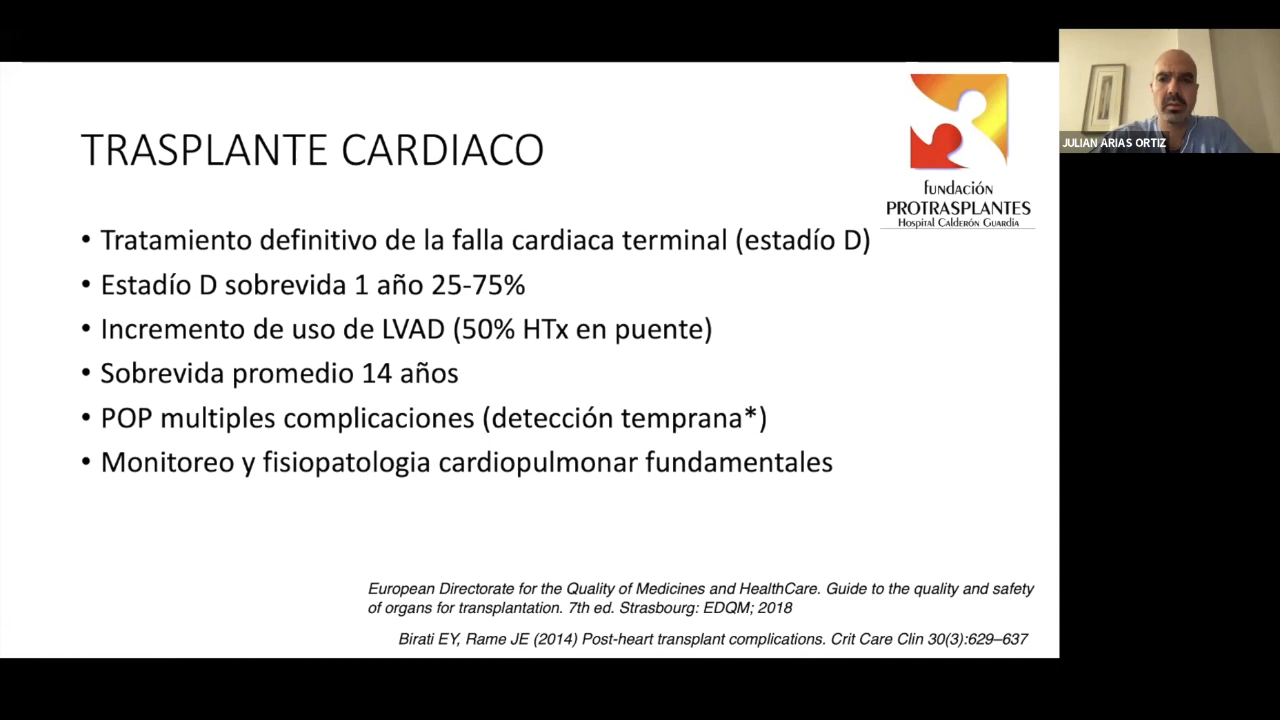 TRASPLANTE CARDIACO
fundación
PROTRASPLANTES
Hospital Calderón Guardia
• Tratamiento definitivo de la falla cardiaca terminal (estadío D)
• Estadío D sobrevida 1 año 25-75%
• Incremento de uso de LVAD (50% HTx en puente)
• Sobrevida promedio 14 años
• POP multiples complicaciones (detección temprana*)
• Monitoreo y fisiopatologia cardiopulmonar fundamentales
European Directorate for the Quality of Medicines and HealthCare. Guide to the quality and safety
of organs for transplantation. 7th ed. Strasbourg: EDQM; 2018
Birati EY, Rame JE (2014) Post-heart transplant complications. Crit Care Clin 30(3):629–637
JULIAN ARIAS ORTIZ